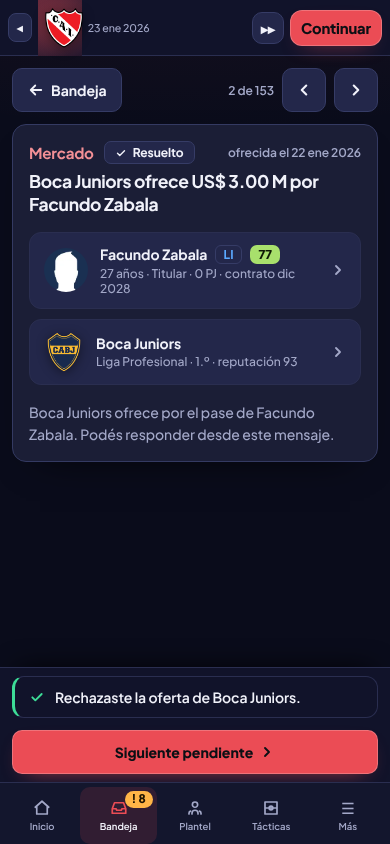 C.A.I.
23 ene 2026
Continuar
Bandeja
2 de 153
Mercado
Resuelto
ofrecida el 22 ene 2026
Boca Juniors ofrece US$ 3.00 M por
Facundo Zabala
Facundo Zabala LI 77
27 años · Titular · 0 PJ · contrato dic
2028
CABJ
Boca Juniors
Liga Profesional · 1.º · reputación 93
Boca Juniors ofrece por el pase de Facundo
Zabala. Podés responder desde este mensaje.
Rechazaste la oferta de Boca Juniors.
Siguiente pendiente
! 8
Inicio
Bandeja
Plantel
Tácticas
Más